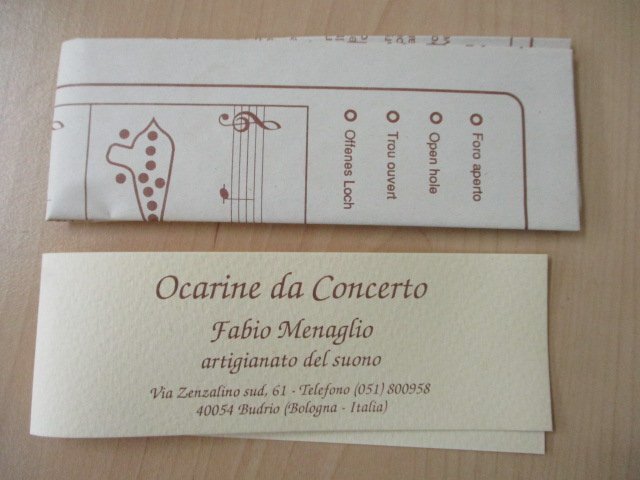 Foro aperto
Open hole
Trou ouvert
Offenes Loch
Ocarine da Concerto
Fabio Menaglio
artigianato del suono
Via Zenzalino sud, 61 - Telefono (051) 800958
40054 Budrio (Bologna - Italia)